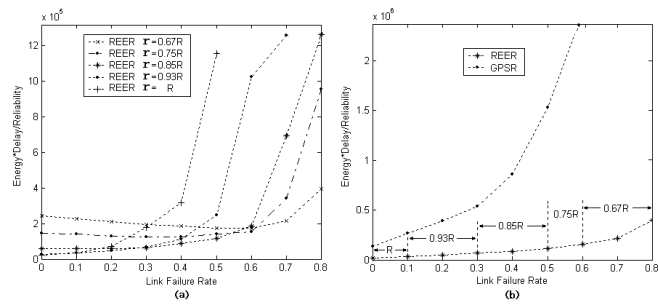 x 10⁵
12
10
8
6
4
2
0
0 0.1 0.2 0.3 0.4 0.5 0.6 0.7 0.8
Energy*Delay/Reliability
Link Failure Rate
REER r=0.67R
REER r=0.75R
REER r=0.85R
REER r=0.93R
REER r= R
(a)
x 10⁶
2
1.5
1
0.5
0
0 0.1 0.2 0.3 0.4 0.5 0.6 0.7 0.8
Energy*Delay/Reliability
Link Failure Rate
REER
GPSR
R
0.93R
0.85R
0.75R
0.67R
(b)